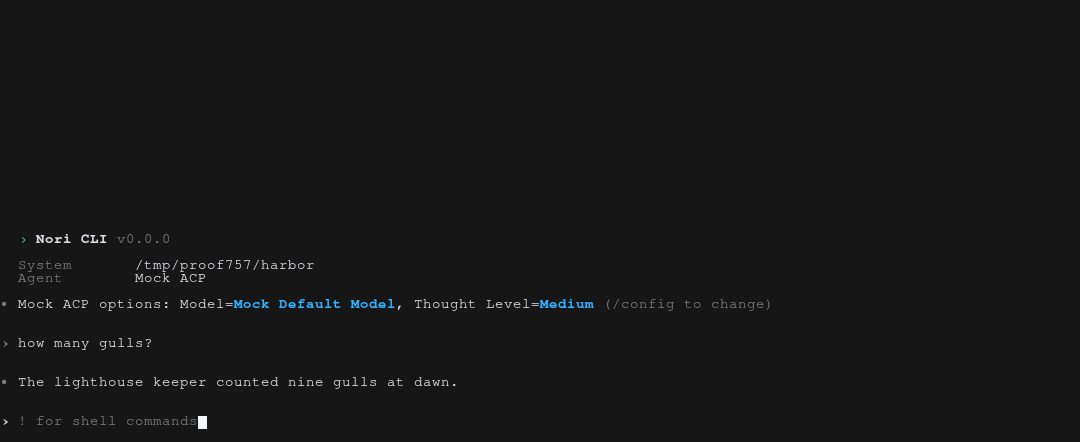 › Nori CLI v0.0.0
System /tmp/proof757/harbor
Agent Mock ACP
• Mock ACP options: Model=Mock Default Model, Thought Level=Medium (/config to change)
› how many gulls?
• The lighthouse keeper counted nine gulls at dawn.
› ! for shell commands